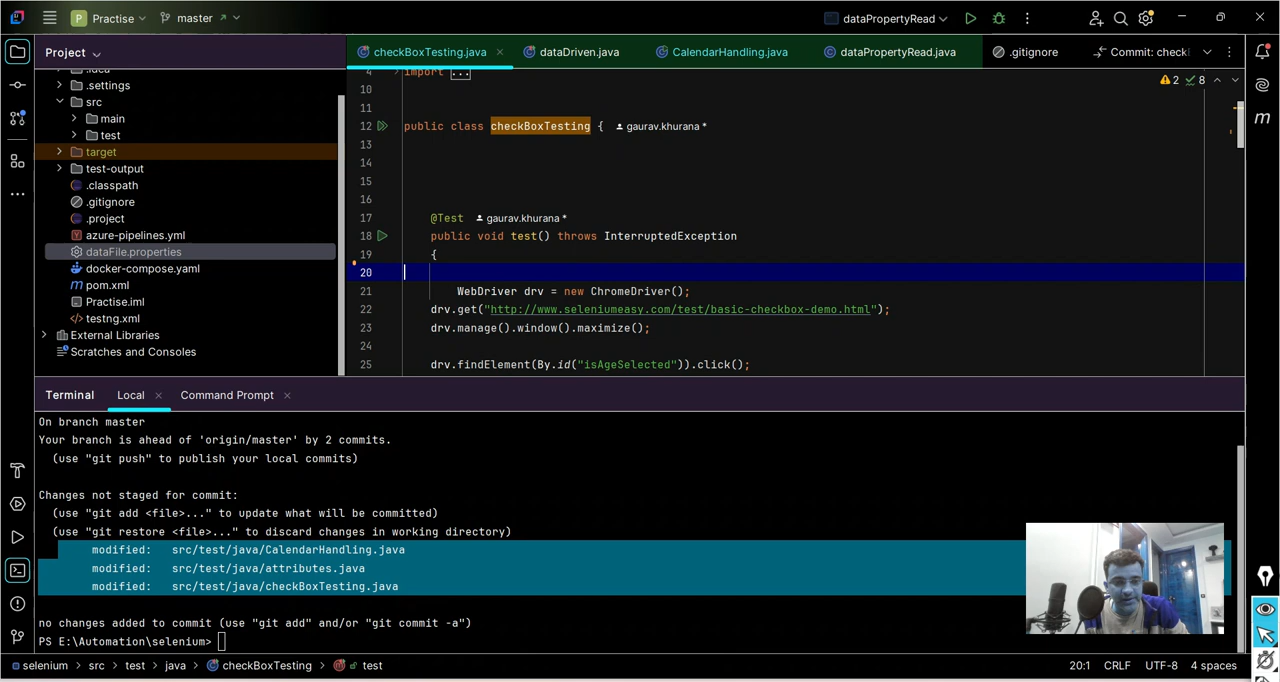 P Practise
master
dataPropertyRead
Project
checkBoxTesting.java
dataDriven.java
CalendarHandling.java
dataPropertyRead.java
.gitignore
Commit: check
.idea
.settings
src
main
test
target
test-output
.classpath
.gitignore
.project
azure-pipelines.yml
dataFile.properties
docker-compose.yaml
pom.xml
Practise.iml
testng.xml
External Libraries
Scratches and Consoles
4 import ...
2 8
10
11
12 public class checkBoxTesting { gaurav.khurana *
13
14
15
16
17 @Test gaurav.khurana *
18 public void test() throws InterruptedException
19 {
20
21 WebDriver drv = new ChromeDriver();
22 drv.get("http://www.seleniumeasy.com/test/basic-checkbox-demo.html");
23 drv.manage().window().maximize();
24
25 drv.findElement(By.id("isAgeSelected")).click();
Terminal Local Command Prompt
On branch master
Your branch is ahead of 'origin/master' by 2 commits.
(use "git push" to publish your local commits)
Changes not staged for commit:
(use "git add <file>..." to update what will be committed)
(use "git restore <file>..." to discard changes in working directory)
modified: src/test/java/CalendarHandling.java
modified: src/test/java/attributes.java
modified: src/test/java/checkBoxTesting.java
no changes added to commit (use "git add" and/or "git commit -a")
PS E:\Automation\selenium>
selenium > src > test > java > checkBoxTesting > test
20:1 CRLF UTF-8 4 spaces